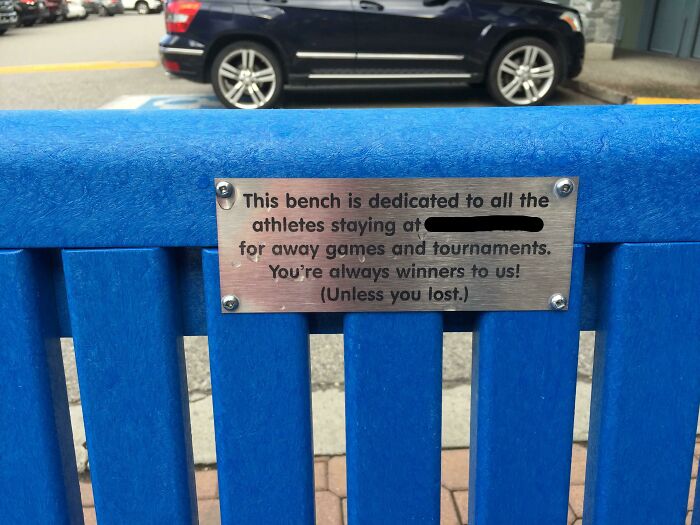 This bench is dedicated to all the
athletes staying at
for away games and tournaments.
You're always winners to us!
(Unless you lost.)